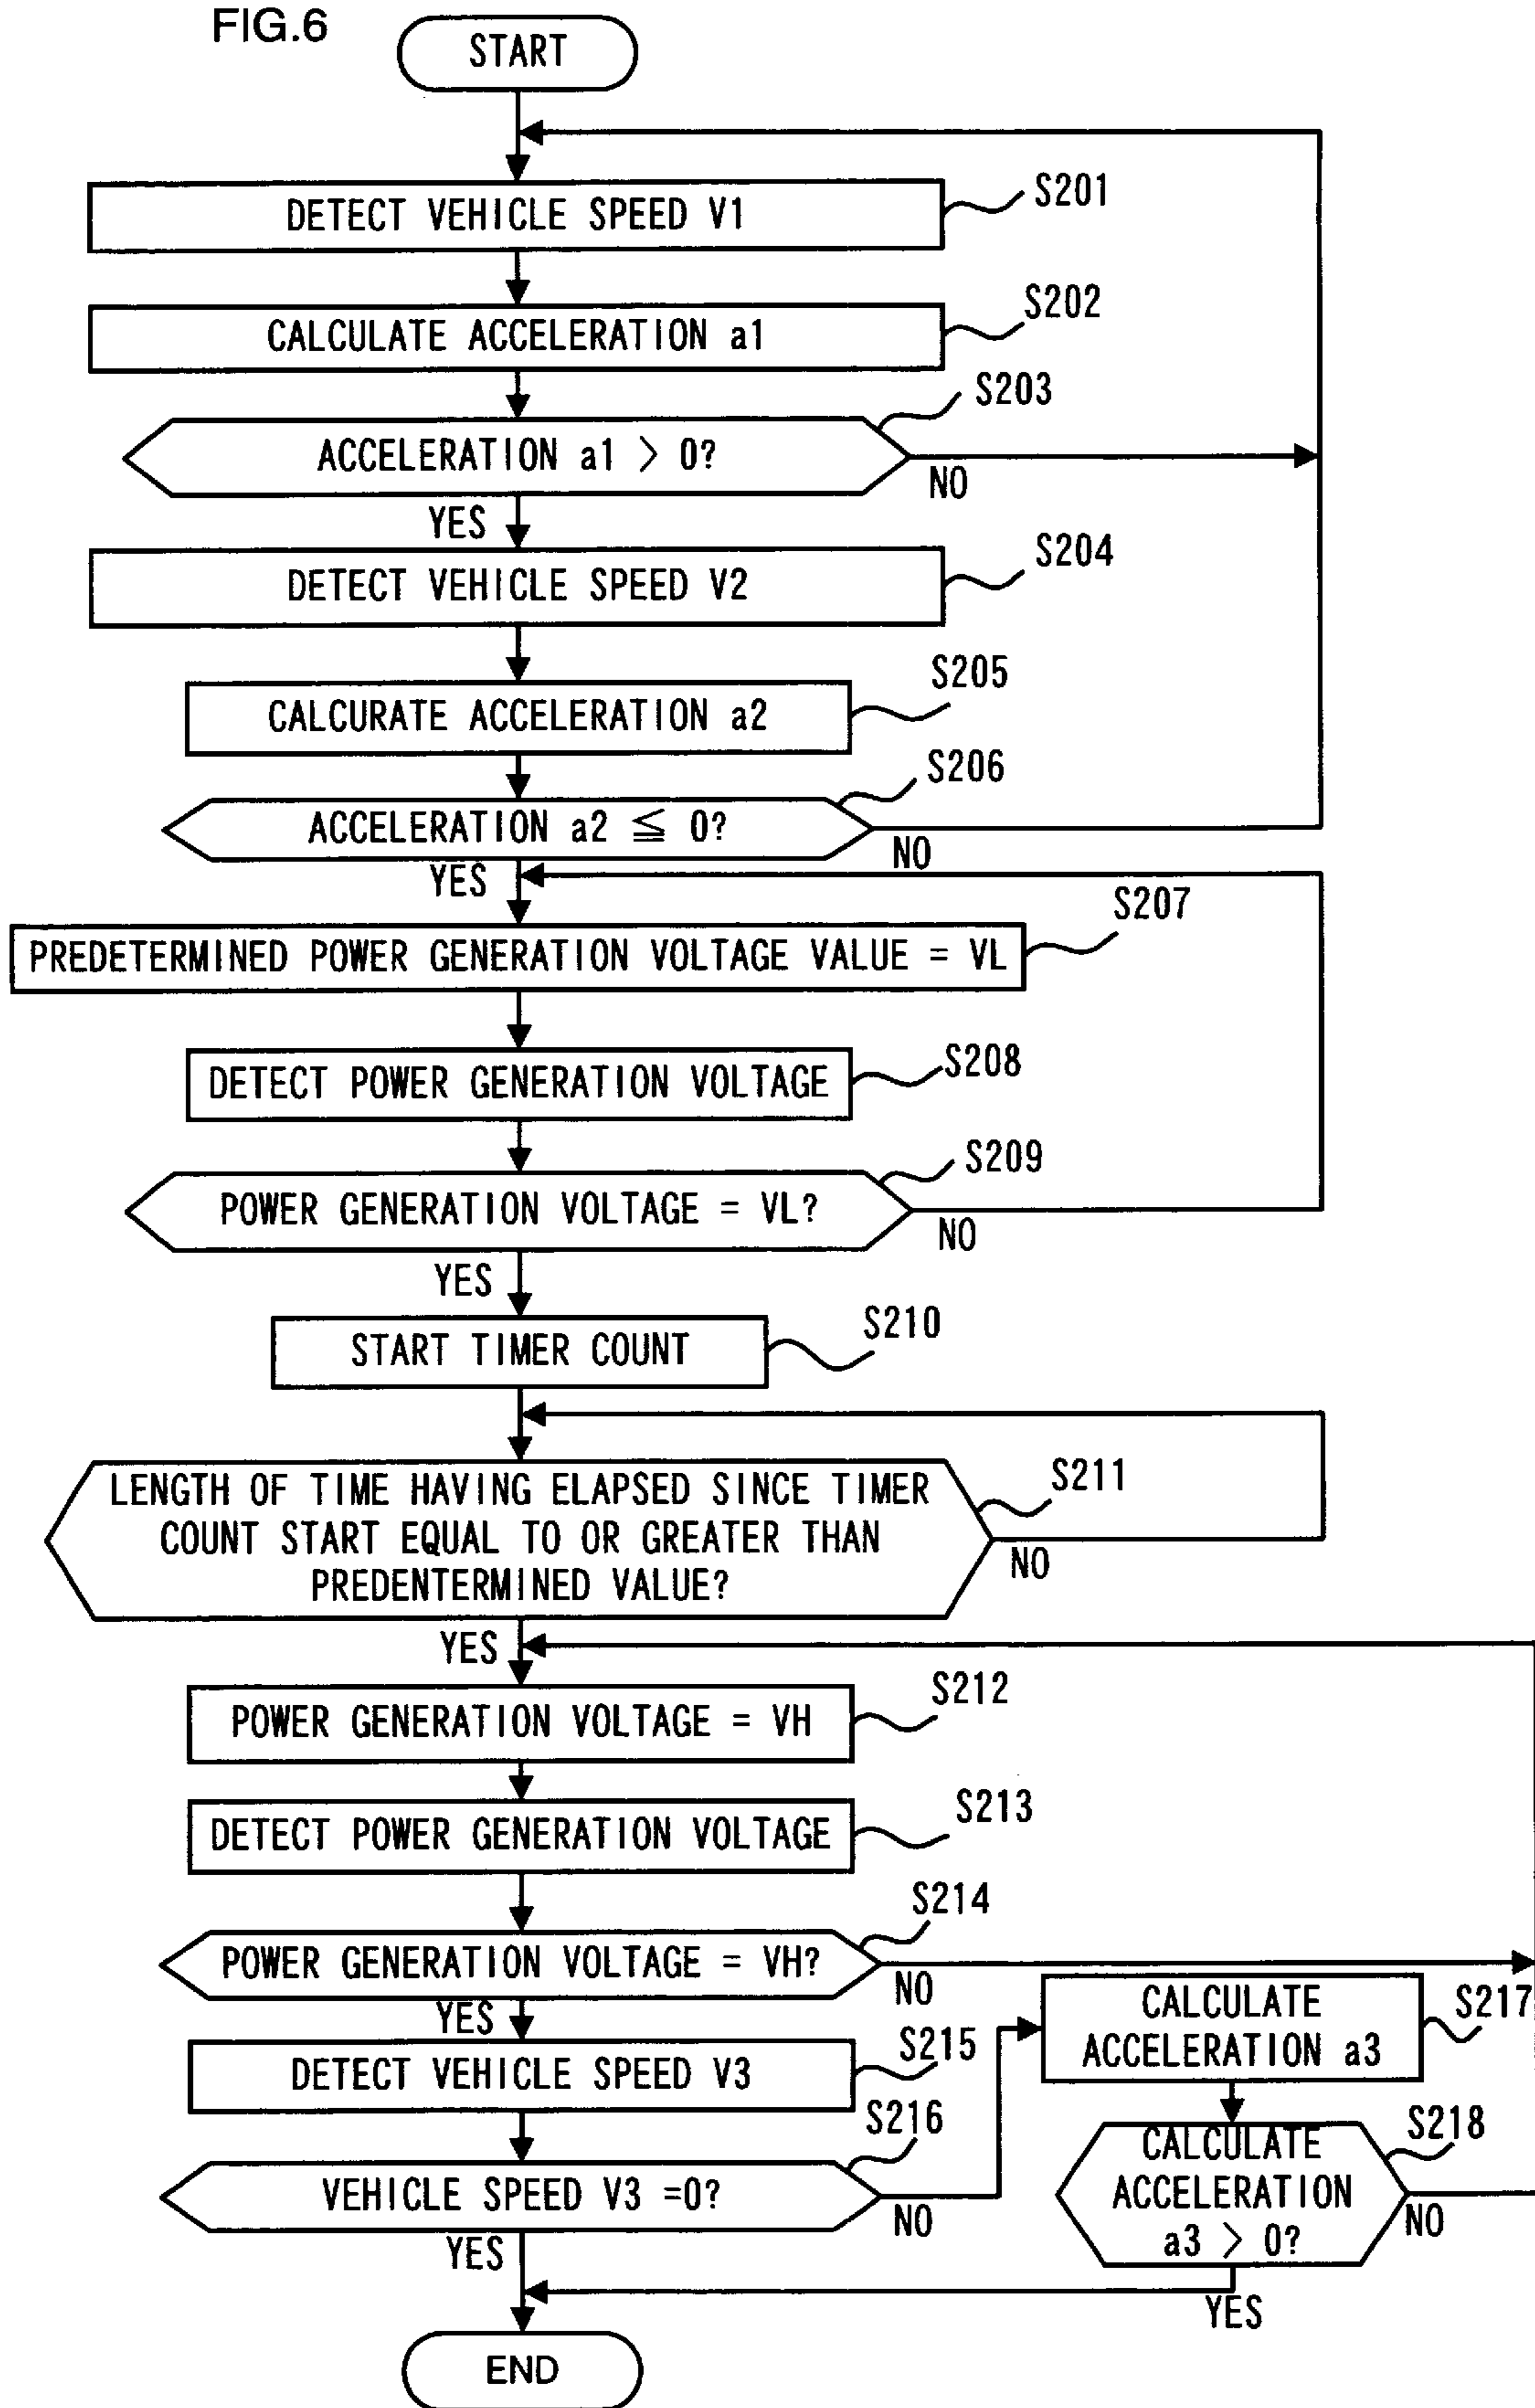 FIG.6
START
DETECT VEHICLE SPEED V1
S201
CALCULATE ACCELERATION a1
S202
ACCELERATION a1 > 0?
S203
NO
YES
DETECT VEHICLE SPEED V2
S204
CALCURATE ACCELERATION a2
S205
ACCELERATION a2 ≦ 0?
S206
NO
YES
PREDETERMINED POWER GENERATION VOLTAGE VALUE = VL
S207
DETECT POWER GENERATION VOLTAGE
S208
POWER GENERATION VOLTAGE = VL?
S209
NO
YES
START TIMER COUNT
S210
LENGTH OF TIME HAVING ELAPSED SINCE TIMER
COUNT START EQUAL TO OR GREATER THAN
PREDENTERMINED VALUE?
S211
NO
YES
POWER GENERATION VOLTAGE = VH
S212
DETECT POWER GENERATION VOLTAGE
S213
POWER GENERATION VOLTAGE = VH?
S214
NO
YES
DETECT VEHICLE SPEED V3
S215
VEHICLE SPEED V3 =0?
S216
NO
YES
CALCULATE
ACCELERATION a3
S217
CALCULATE
ACCELERATION
a3 > 0?
S218
NO
YES
END